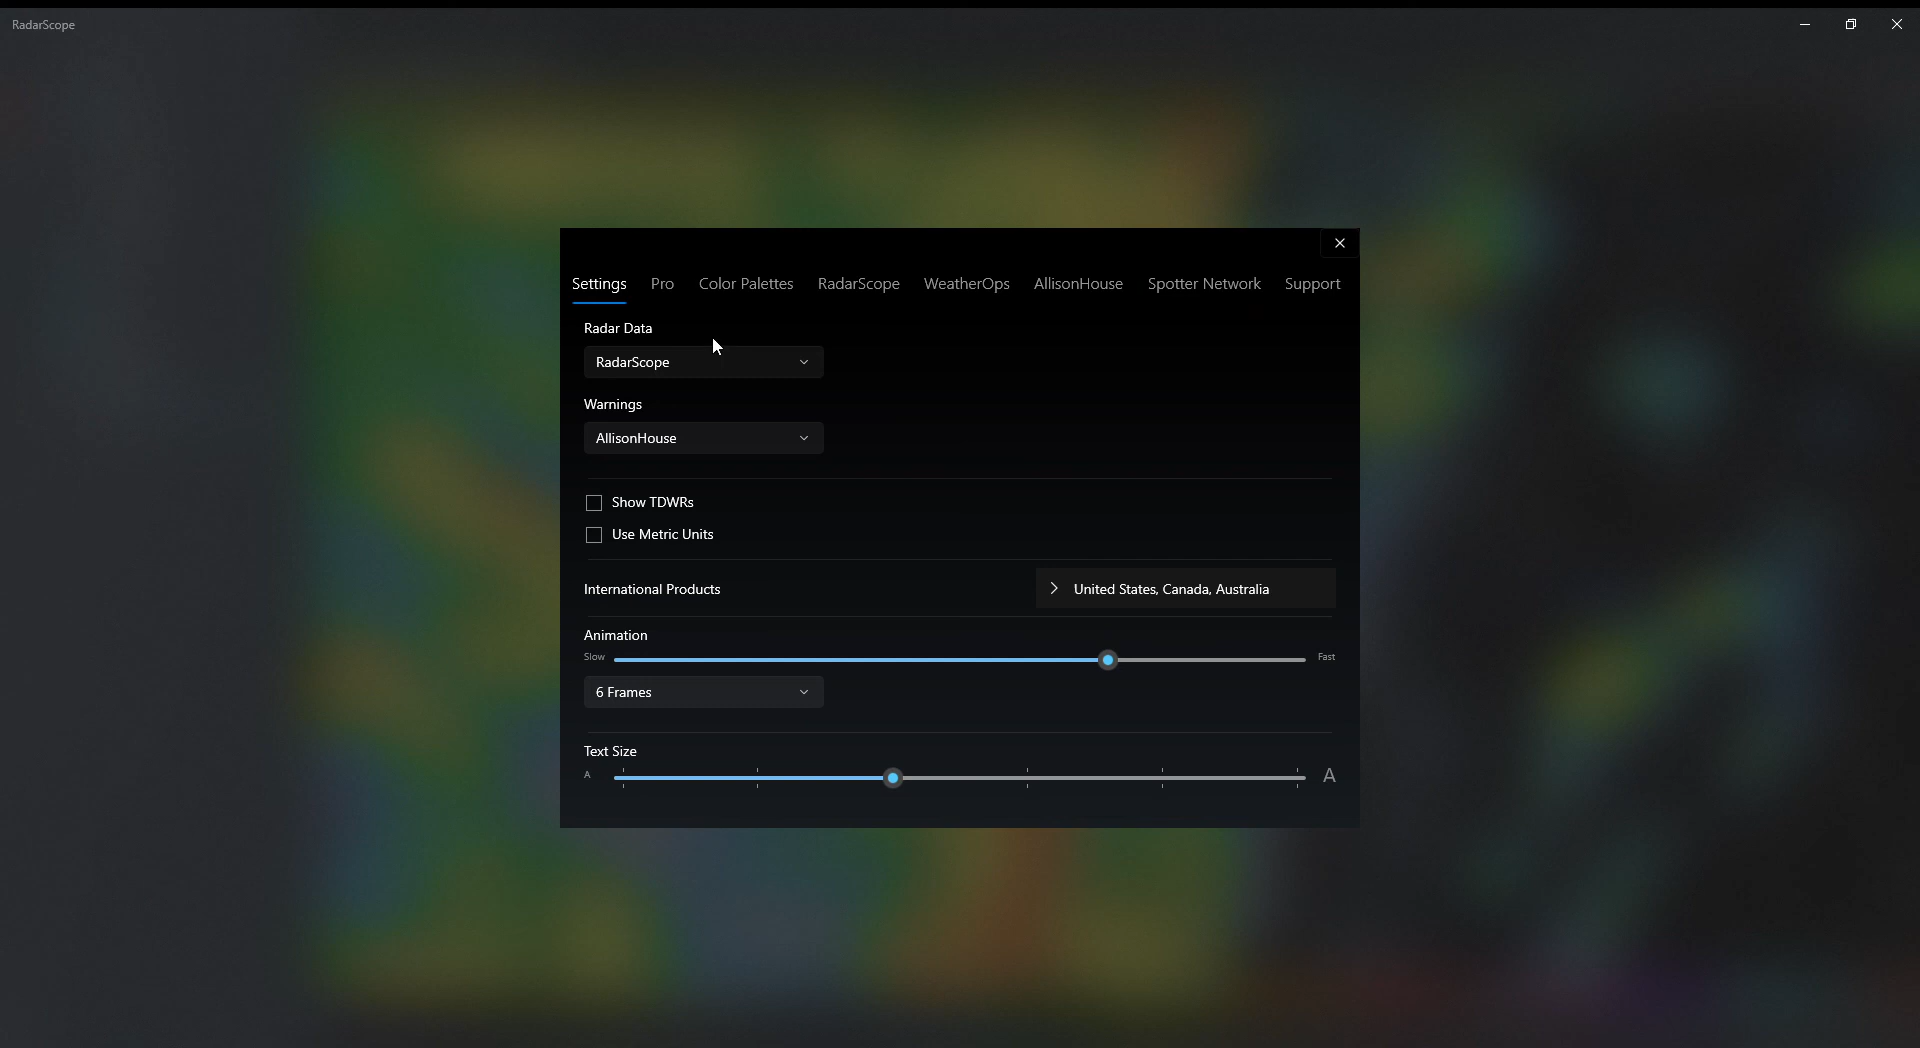 RadarScope
Settings Pro Color Palettes RadarScope WeatherOps AllisonHouse Spotter Network Support
Radar Data
RadarScope
Warnings
AllisonHouse
Show TDWRs
Use Metric Units
International Products United States, Canada, Australia
Animation
Slow Fast
6 Frames
Text Size
A A